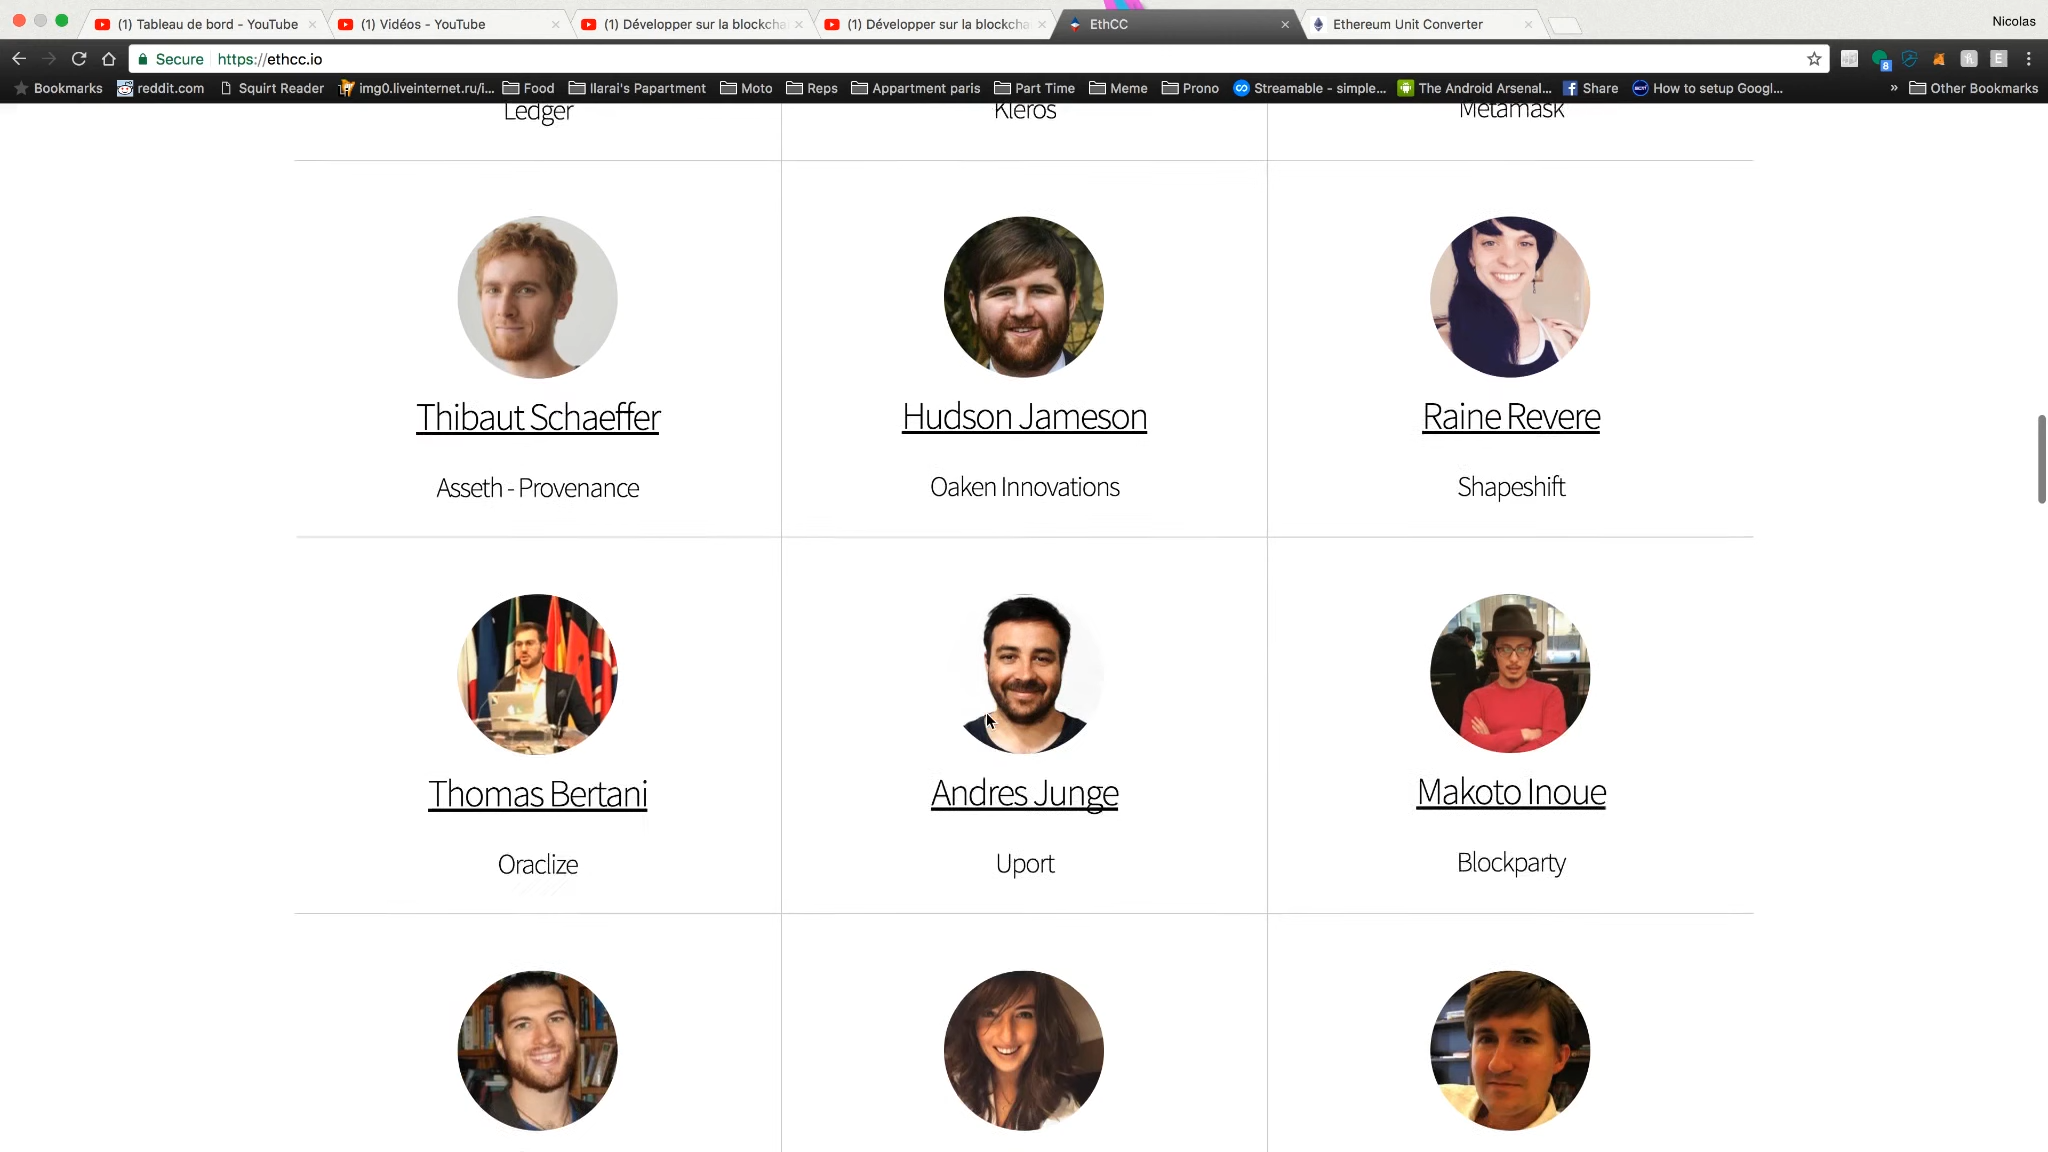 (1) Tableau de bord - YouTube
(1) Vidéos - YouTube
(1) Développer sur la blockcha
(1) Développer sur la blockcha
EthCC
Ethereum Unit Converter
Nicolas
Secure
https://ethcc.io
8
E
Bookmarks
reddit.com
Squirt Reader
img0.liveinternet.ru/i...
Food
Ilarai's Papartment
Moto
Reps
Appartment paris
Part Time
Meme
Prono
Streamable - simple...
The Android Arsenal...
Share
How to setup Googl...
»
Other Bookmarks
Ledger
Kleros
Metamask
Thibaut Schaeffer
Hudson Jameson
Raine Revere
Asseth - Provenance
Oaken Innovations
Shapeshift
Thomas Bertani
Andres Junge
Makoto Inoue
Oraclize
Uport
Blockparty